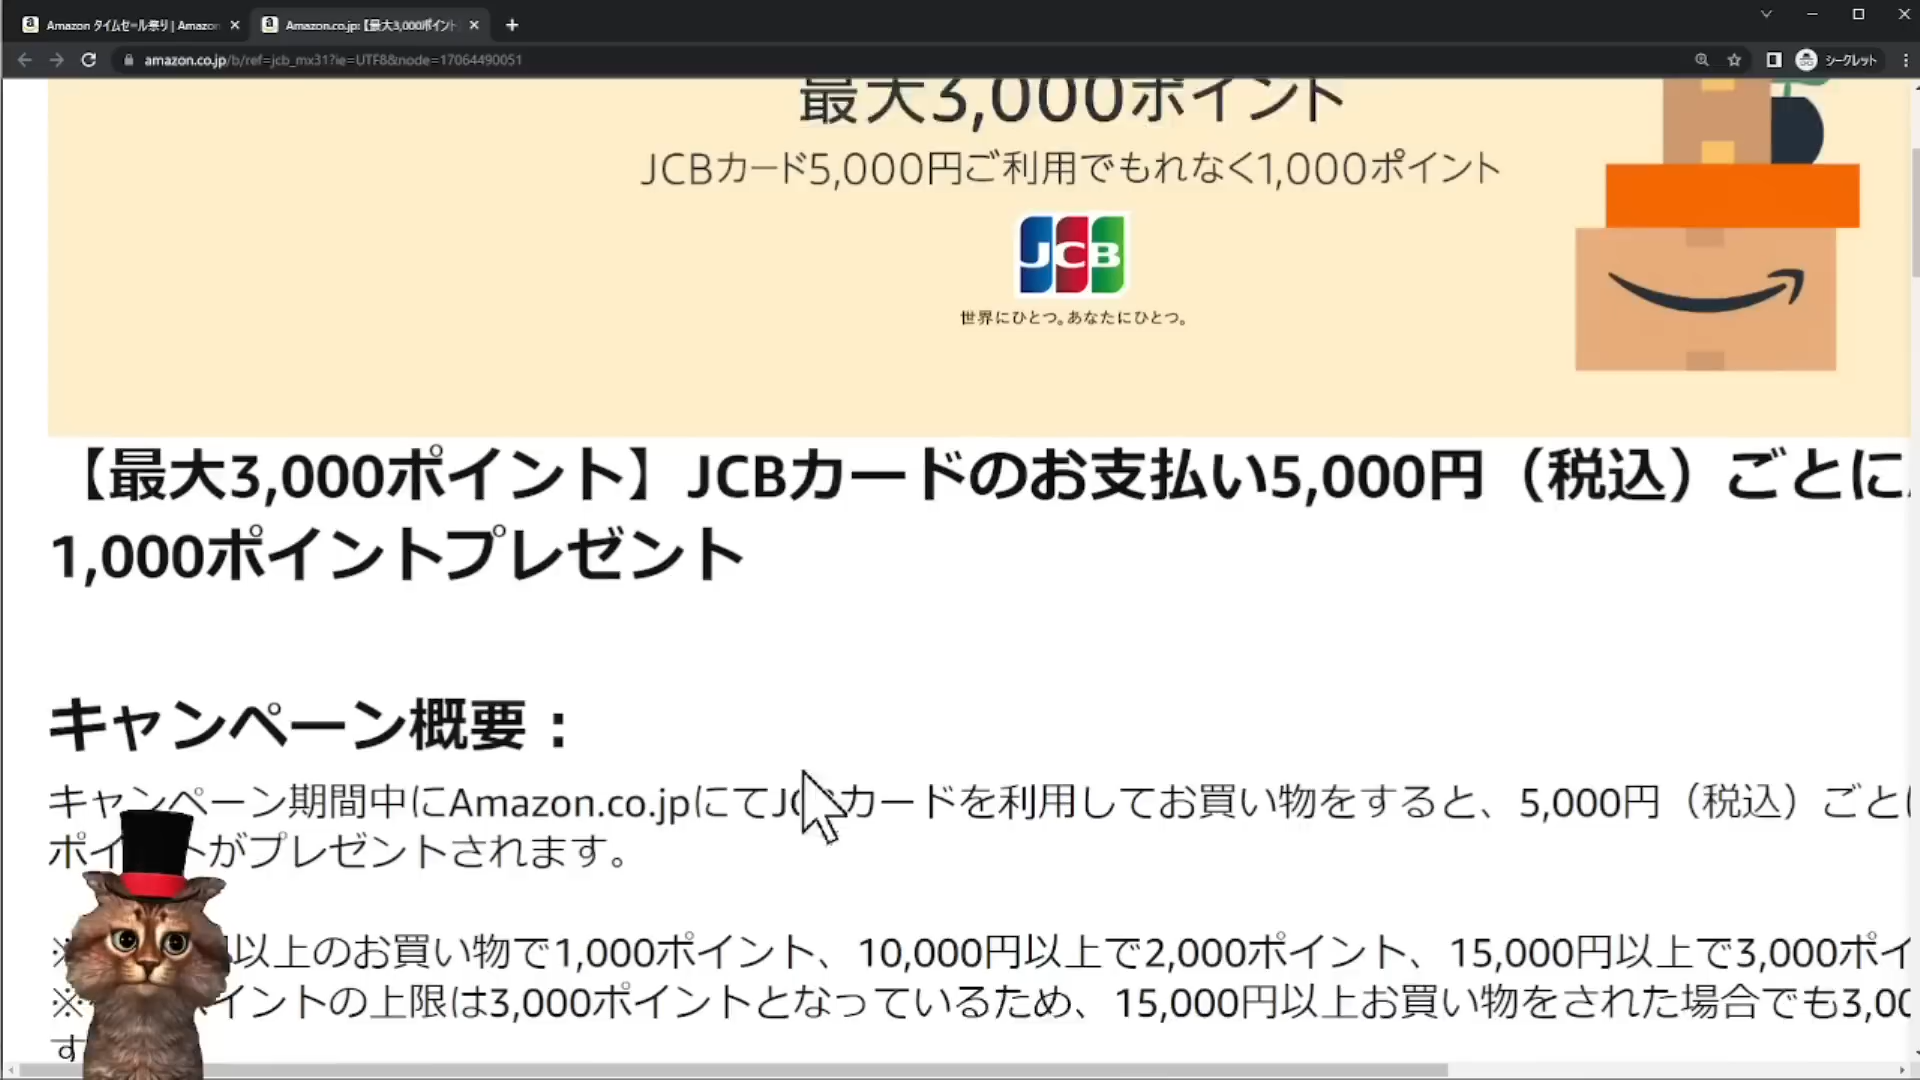 Amazon タイムセール祭り | Amazon
Amazon.co.jp: 【最大3,000ポイント
amazon.co.jp/b/ref=jcb_mx31?ie=UTF8&node=17064490051
シークレット
最大3,000ポイント
JCBカード5,000円ご利用でもれなく1,000ポイント
JCB
世界にひとつ。あなたにひとつ。
【最大3,000ポイント】JCBカードのお支払い5,000円（税込）ごとに
1,000ポイントプレゼント
キャンペーン概要：
キャンペーン期間中にAmazon.co.jpにてJCBカードを利用してお買い物をすると、5,000円（税込）ごとに
ポイントがプレゼントされます。
以上のお買い物で1,000ポイント、10,000円以上で2,000ポイント、15,000円以上で3,000ポイ
イントの上限は3,000ポイントとなっているため、15,000円以上お買い物をされた場合でも3,00
す